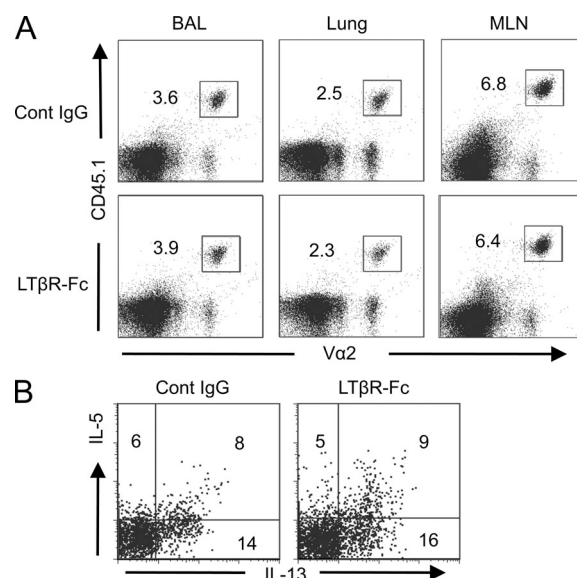 A
BAL Lung MLN
Cont IgG
3.6 2.5 6.8
CD45.1
LTβR-Fc
3.9 2.3 6.4
Vα2
B
Cont IgG LTβR-Fc
IL-5
6 8 5 9
14 16
IL-13